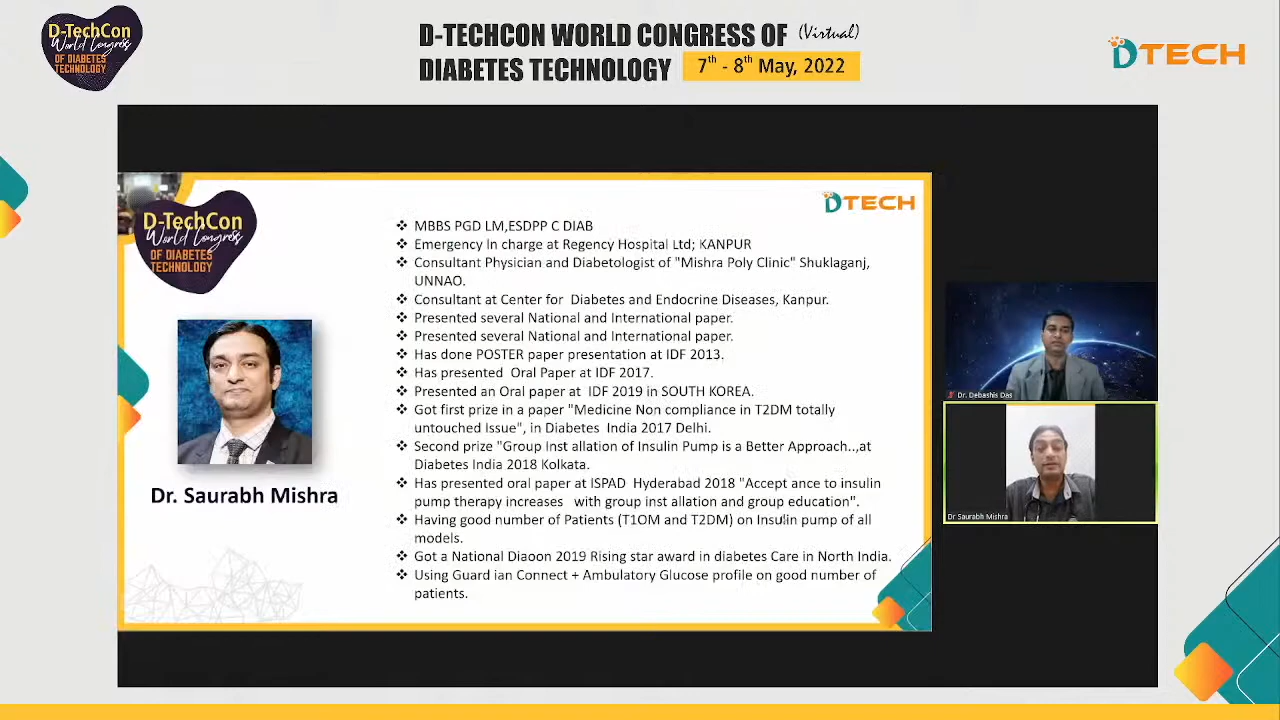 D-TechCon
World Congress
OF DIABETES
TECHNOLOGY
D-TECHCON WORLD CONGRESS OF (Virtual)
DIABETES TECHNOLOGY 7th - 8th May, 2022
DTECH
D-TechCon
World Congress
OF DIABETES
TECHNOLOGY
DTECH
❖ MBBS PGD LM,ESDPP C DIAB
❖ Emergency In charge at Regency Hospital Ltd; KANPUR
❖ Consultant Physician and Diabetologist of "Mishra Poly Clinic" Shuklaganj,
UNNAO.
❖ Consultant at Center for Diabetes and Endocrine Diseases, Kanpur.
❖ Presented several National and International paper.
❖ Presented several National and International paper.
❖ Has done POSTER paper presentation at IDF 2013.
❖ Has presented Oral Paper at IDF 2017.
❖ Presented an Oral paper at IDF 2019 in SOUTH KOREA.
❖ Got first prize in a paper "Medicine Non compliance in T2DM totally
untouched Issue", in Diabetes India 2017 Delhi.
❖ Second prize "Group Inst allation of Insulin Pump is a Better Approach..,at
Diabetes India 2018 Kolkata.
❖ Has presented oral paper at ISPAD Hyderabad 2018 "Accept ance to insulin
pump therapy increases with group inst allation and group education".
❖ Having good number of Patients (T1OM and T2DM) on Insulin pump of all
models.
❖ Got a National Diaoon 2019 Rising star award in diabetes Care in North India.
❖ Using Guard ian Connect + Ambulatory Glucose profile on good number of
patients.
Dr. Saurabh Mishra
Dr. Debashis Das
Dr Saurabh Mishra